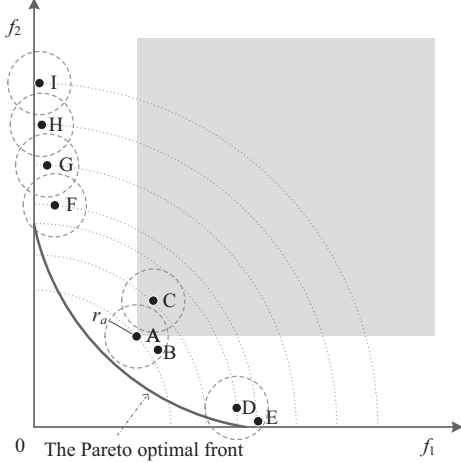 f₂
I
H
G
F
C
rₐ
A
B
D
E
0 The Pareto optimal front f₁